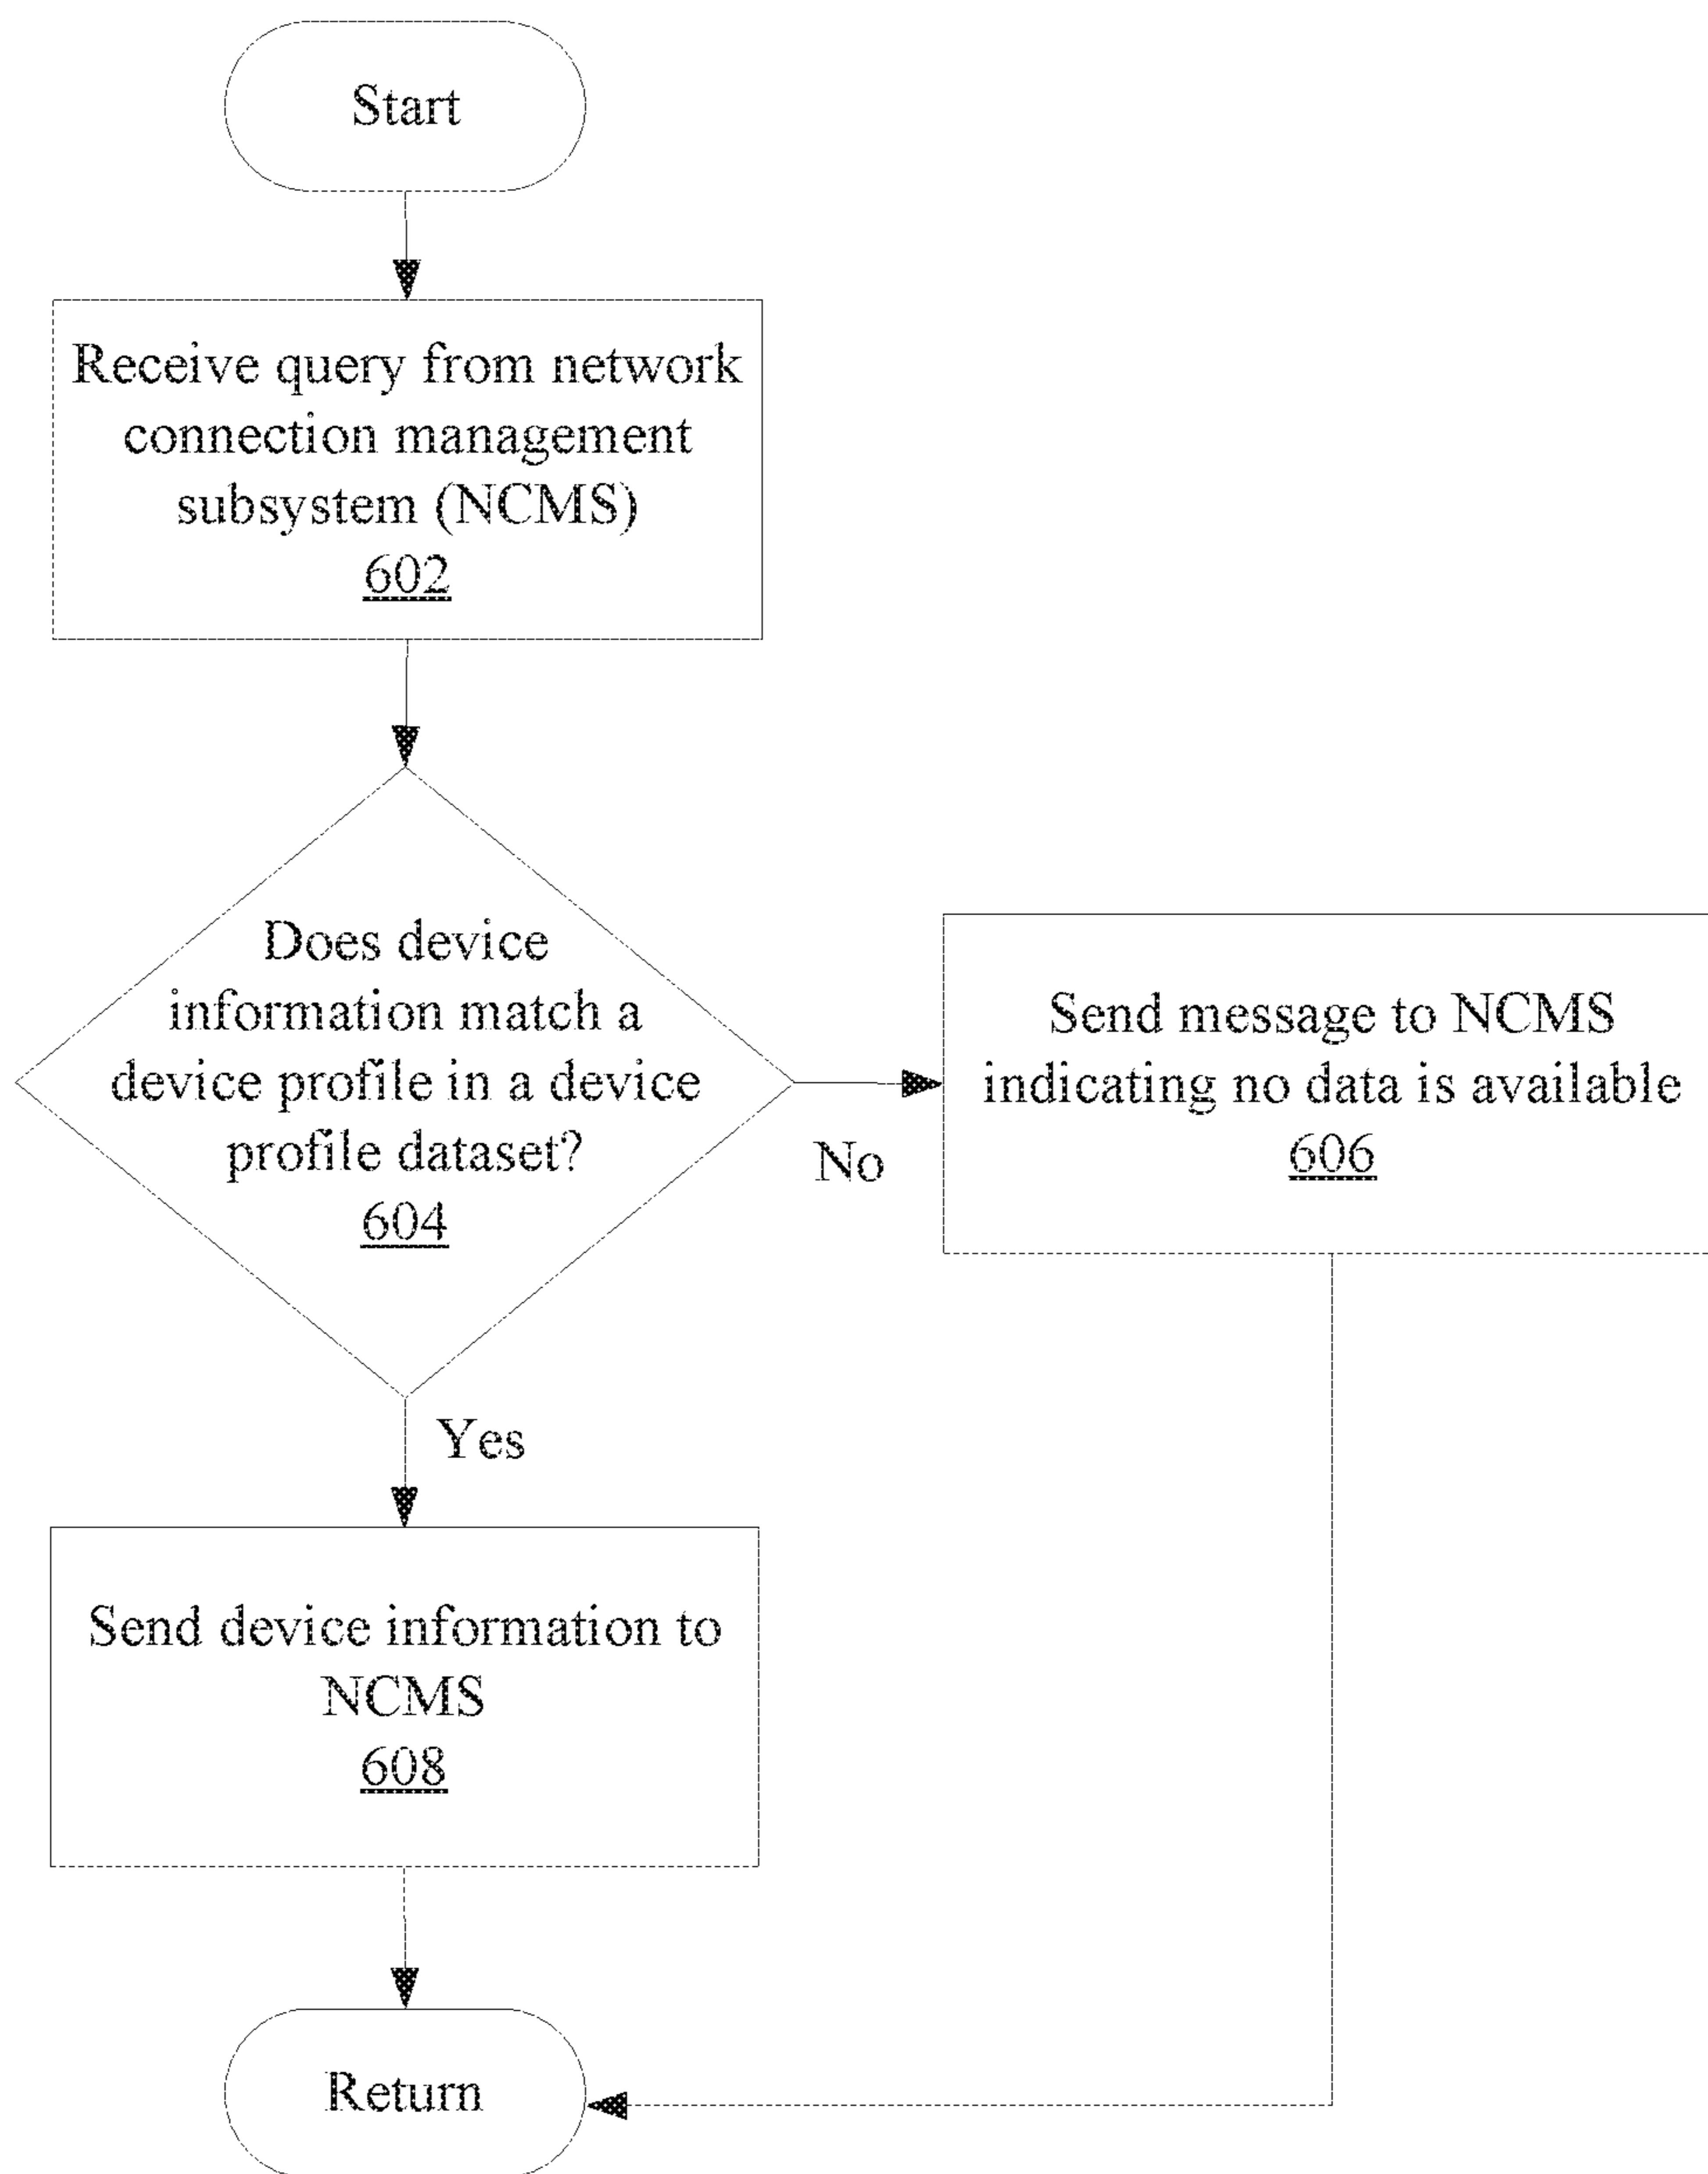 Start
Receive query from network
connection management
subsystem (NCMS)
602
Does device
information match a
device profile in a device
profile dataset?
604
No
Send message to NCMS
indicating no data is available
606
Yes
Send device information to
NCMS
608
Return